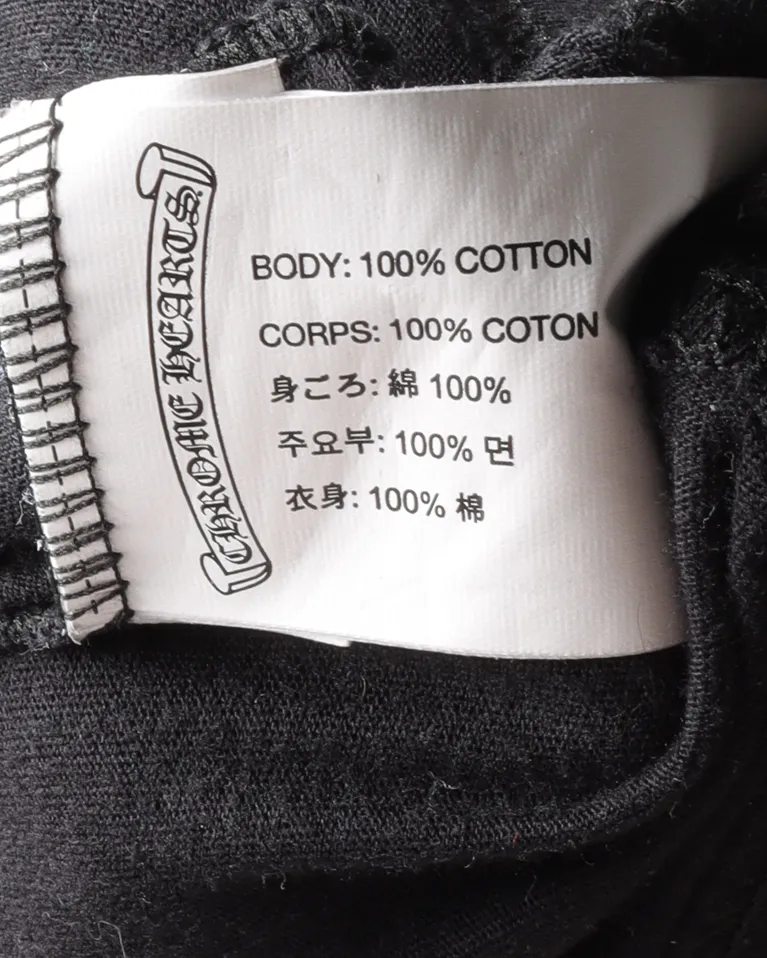 CHROME HEARTS
BODY: 100% COTTON
CORPS: 100% COTON
身ごろ: 綿 100%
주요부: 100% 면
衣身: 100% 棉